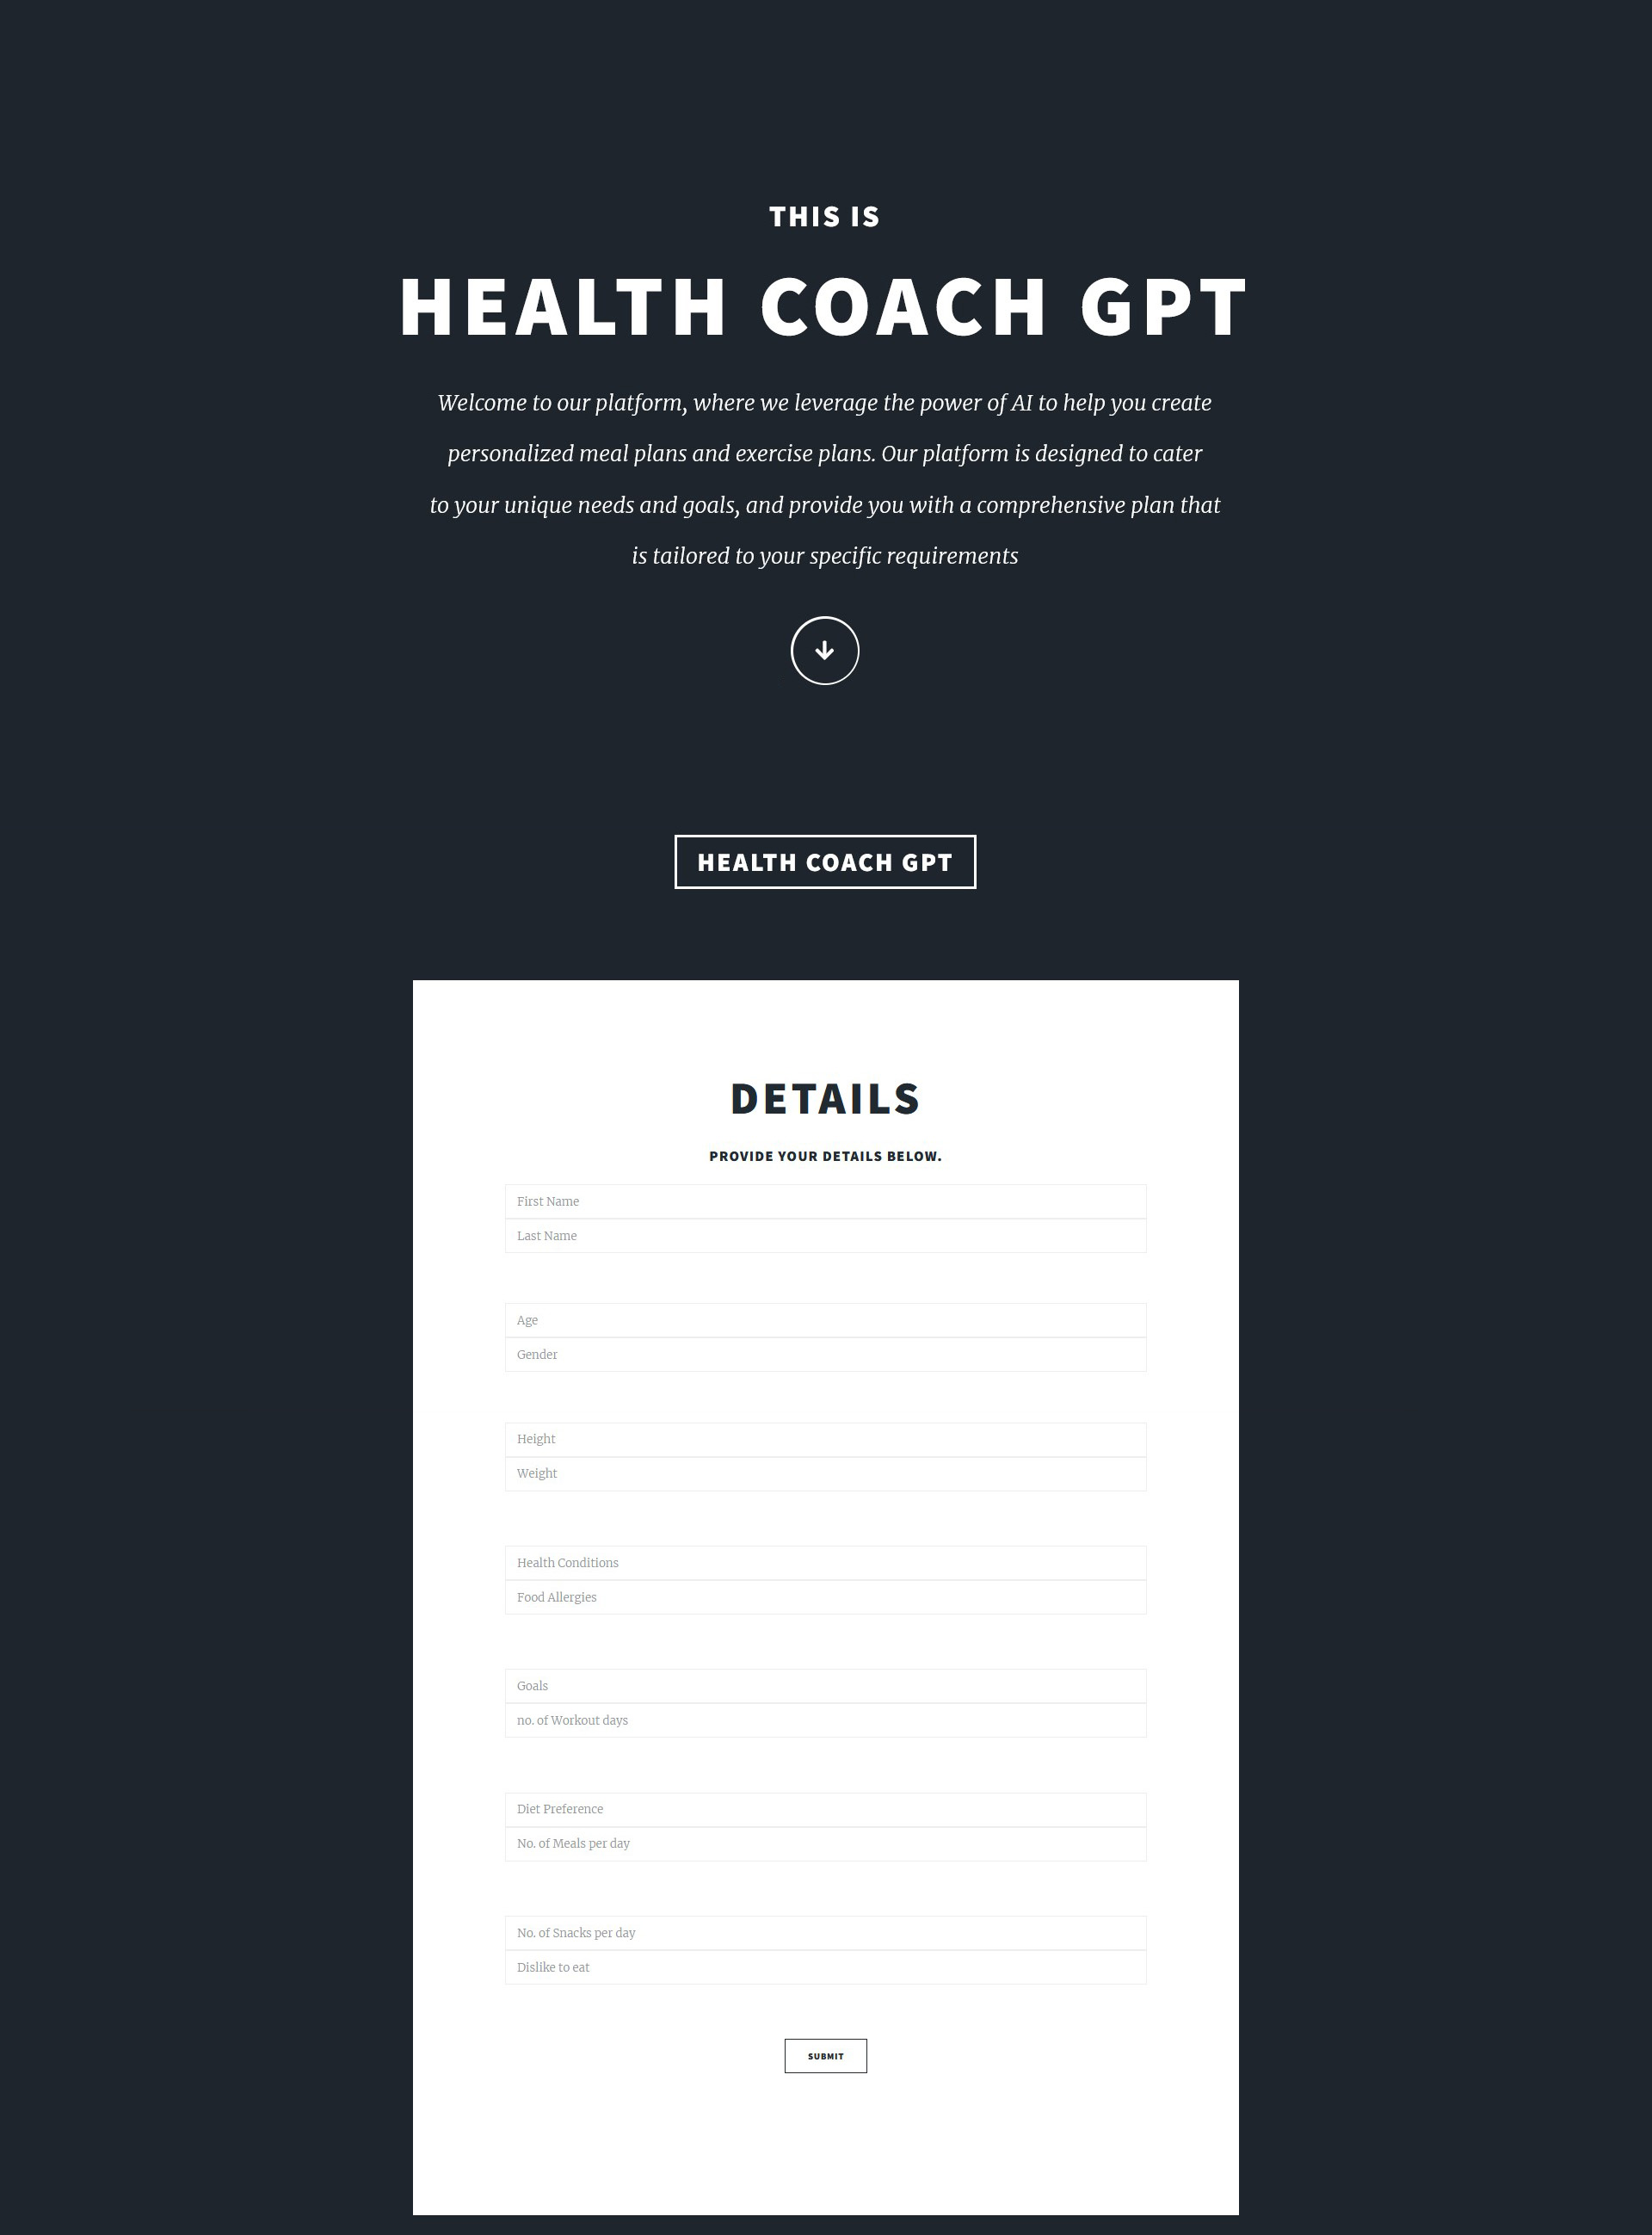 THIS IS
HEALTH COACH GPT
Welcome to our platform, where we leverage the power of AI to help you create
personalized meal plans and exercise plans. Our platform is designed to cater
to your unique needs and goals, and provide you with a comprehensive plan that
is tailored to your specific requirements
HEALTH COACH GPT
DETAILS
PROVIDE YOUR DETAILS BELOW.
First Name
Last Name
Age
Gender
Height
Weight
Health Conditions
Food Allergies
Goals
no. of Workout days
Diet Preference
No. of Meals per day
No. of Snacks per day
Dislike to eat
SUBMIT